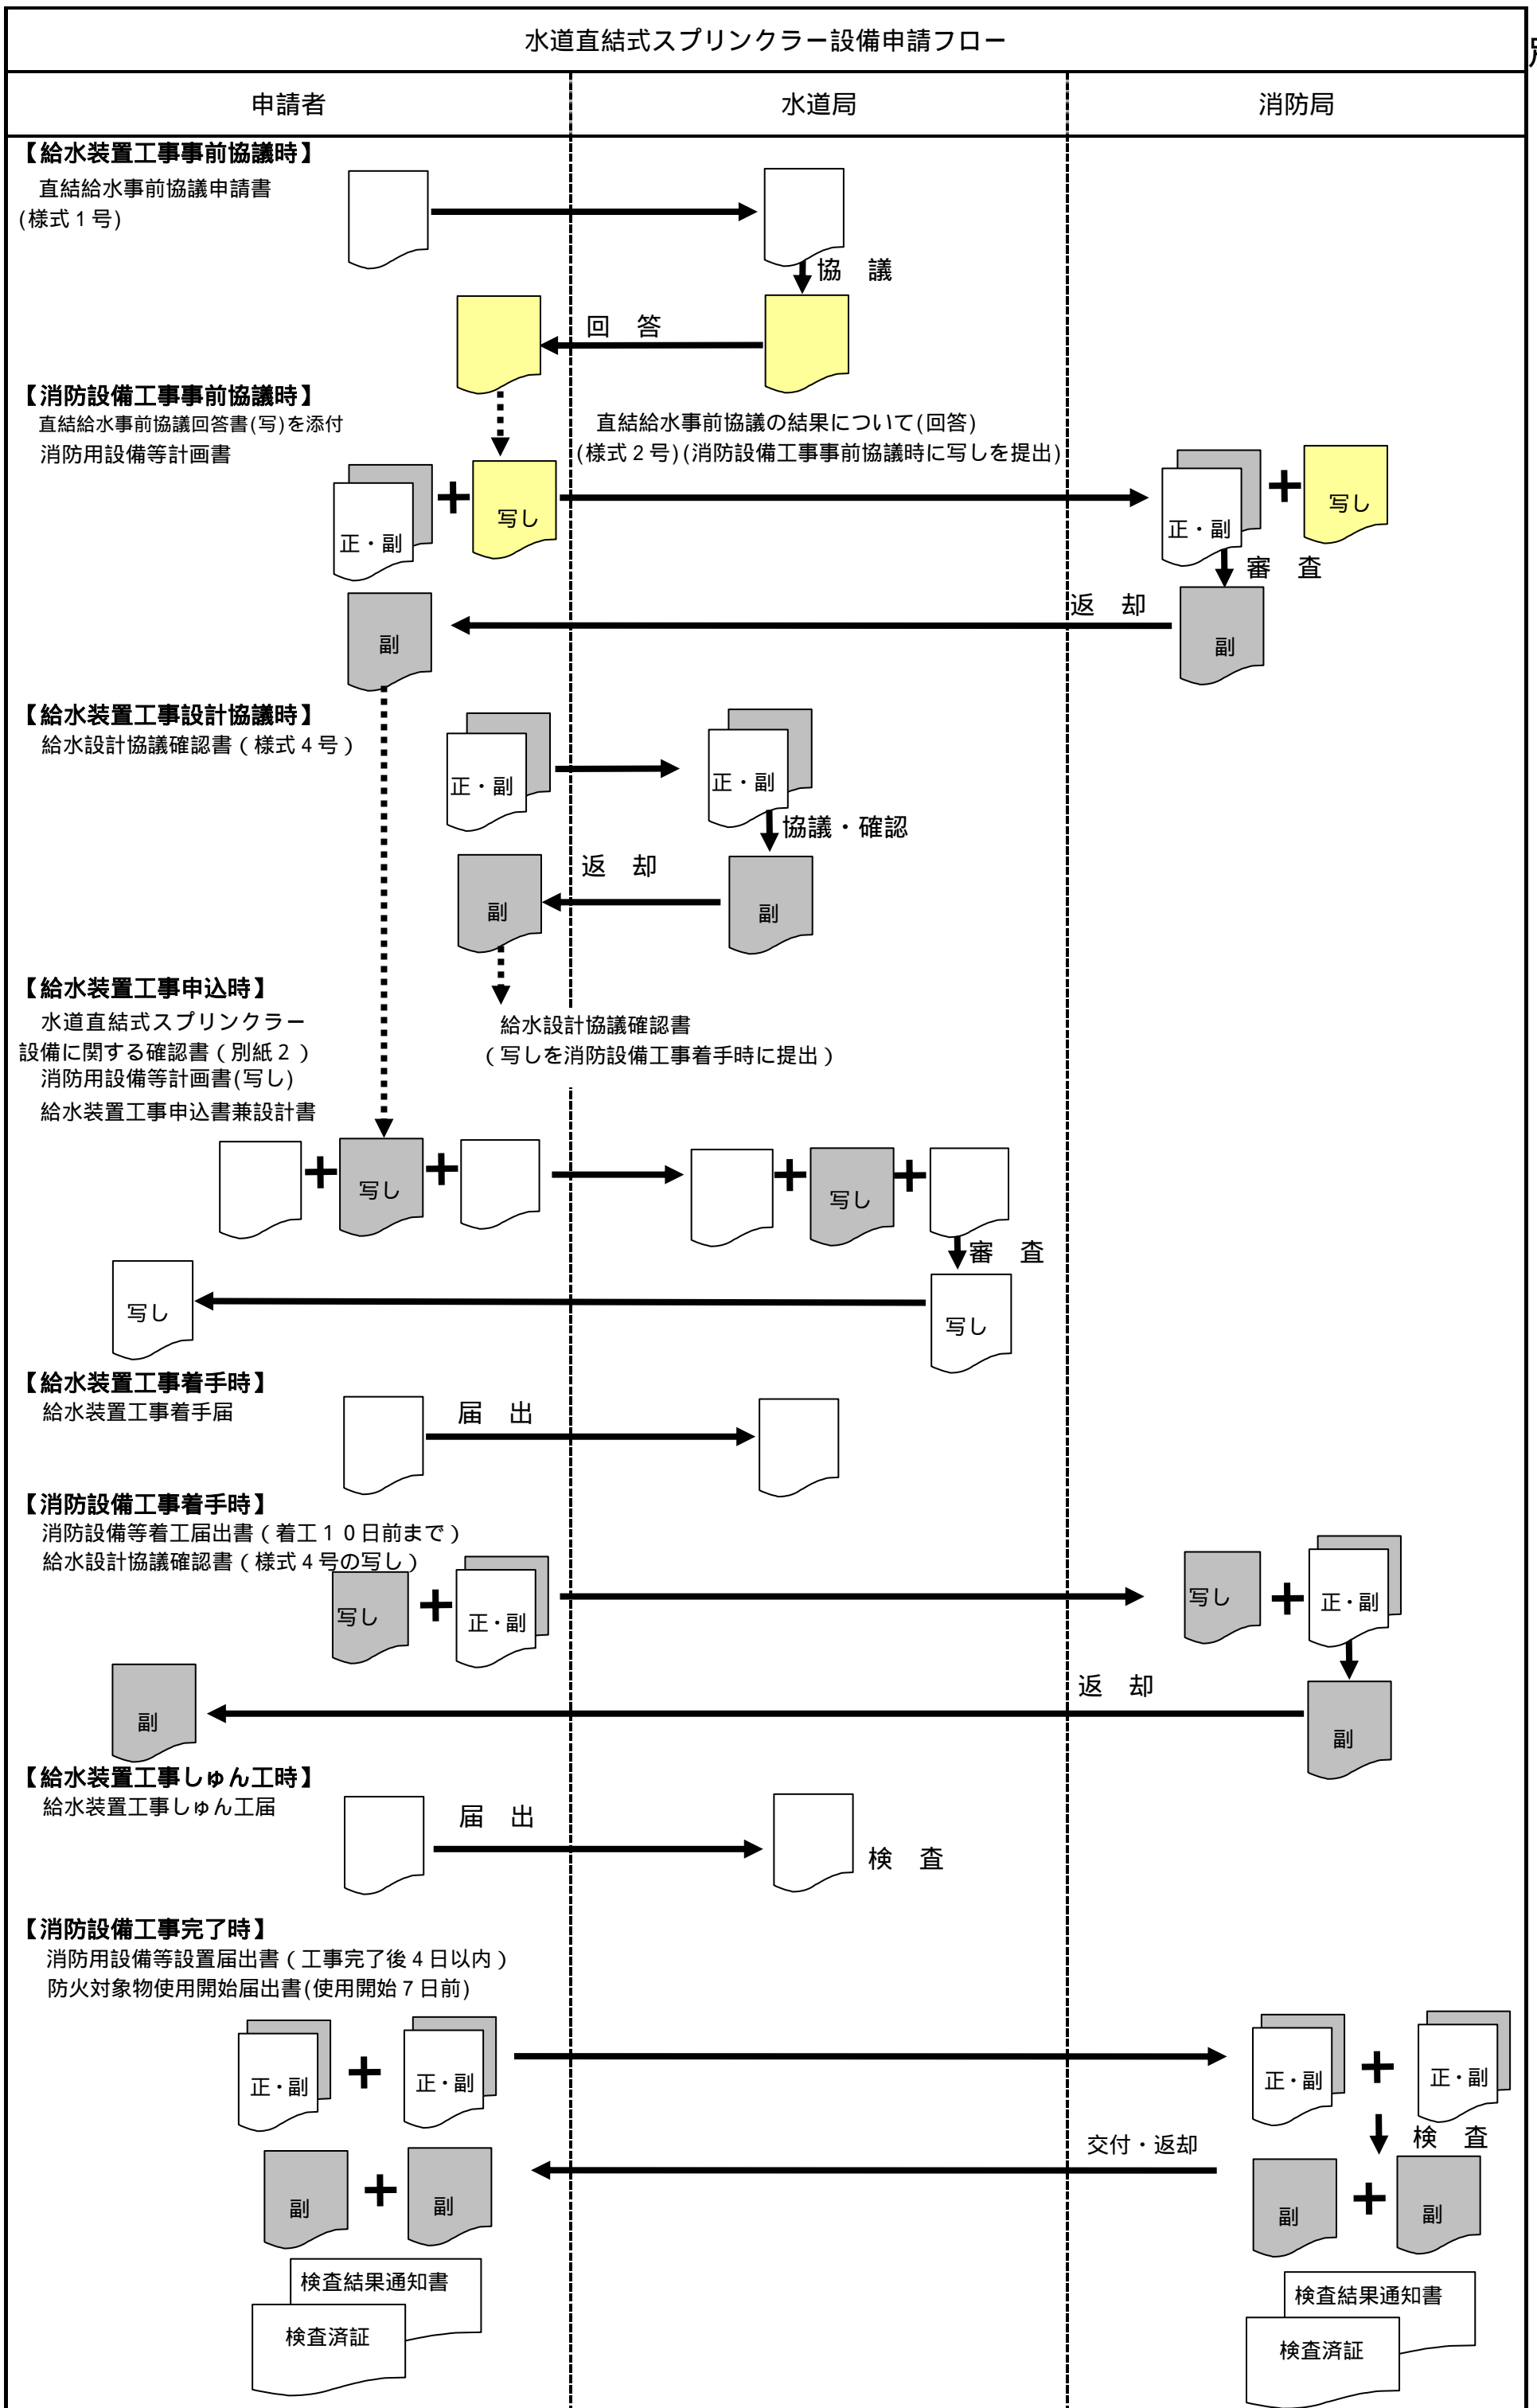 水道直結式スプリンクラー設備申請フロー
申請者
水道局
消防局
【給水装置工事事前協議時】
直結給水事前協議申請書
(様式1号)
協 議
回 答
【消防設備工事事前協議時】
直結給水事前協議回答書(写)を添付
消防用設備等計画書
直結給水事前協議の結果について(回答)
(様式2号)(消防設備工事事前協議時に写しを提出)
正・副
写し
正・副
写し
審 査
返 却
副
副
【給水装置工事設計協議時】
給水設計協議確認書(様式4号)
正・副
正・副
協議・確認
返 却
副
副
【給水装置工事申込時】
水道直結式スプリンクラー
設備に関する確認書(別紙2)
消防用設備等計画書(写し)
給水装置工事申込書兼設計書
給水設計協議確認書
(写しを消防設備工事着手時に提出)
写し
写し
審 査
写し
写し
【給水装置工事着手時】
給水装置工事着手届
届 出
【消防設備工事着手時】
消防設備等着工届出書(着工10日前まで)
給水設計協議確認書(様式4号の写し)
写し
正・副
写し
正・副
返 却
副
副
【給水装置工事しゅん工時】
給水装置工事しゅん工届
届 出
検 査
【消防設備工事完了時】
消防用設備等設置届出書(工事完了後4日以内)
防火対象物使用開始届出書(使用開始7日前)
正・副
正・副
正・副
正・副
検 査
交付・返却
副
副
副
副
検査結果通知書
検査済証
検査結果通知書
検査済証